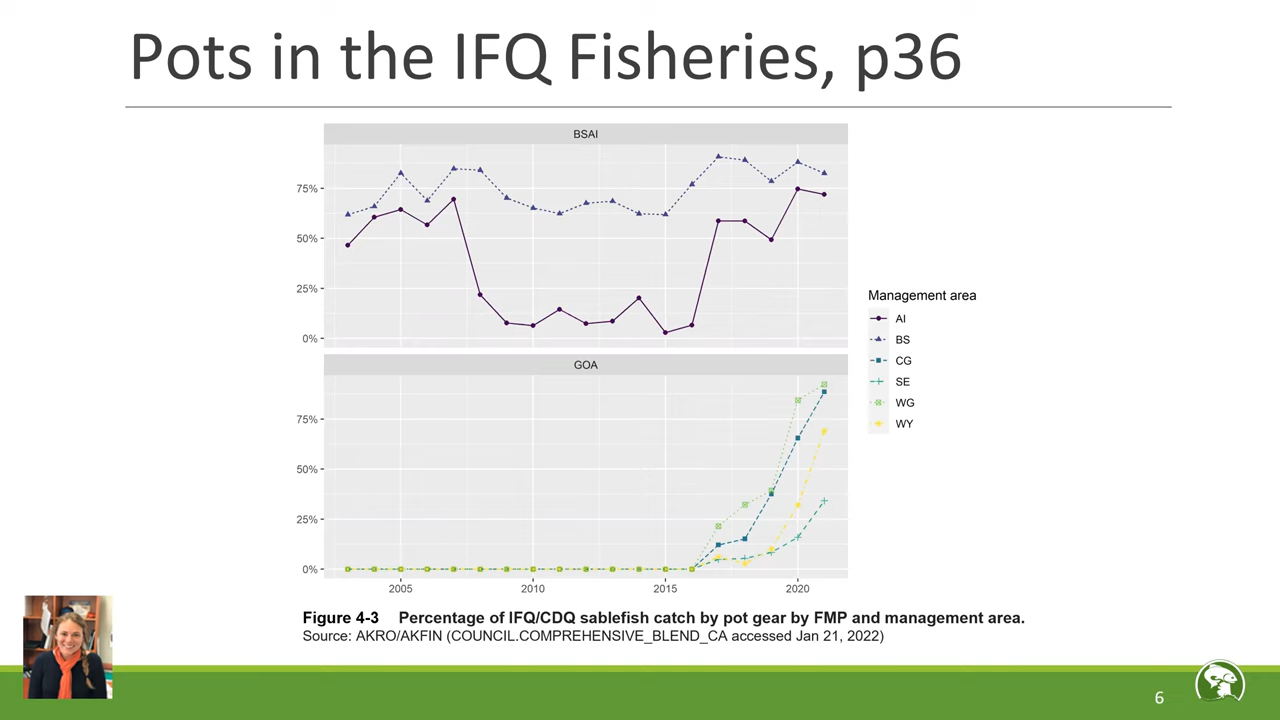 Pots in the IFQ Fisheries, p36
BSAI
75%
50%
25%
0%
GOA
75%
50%
25%
0%
2005 2010 2015 2020
Management area
AI
BS
CG
SE
WG
WY
Figure 4-3 Percentage of IFQ/CDQ sablefish catch by pot gear by FMP and management area.
Source: AKRO/AKFIN (COUNCIL.COMPREHENSIVE_BLEND_CA accessed Jan 21, 2022)
6